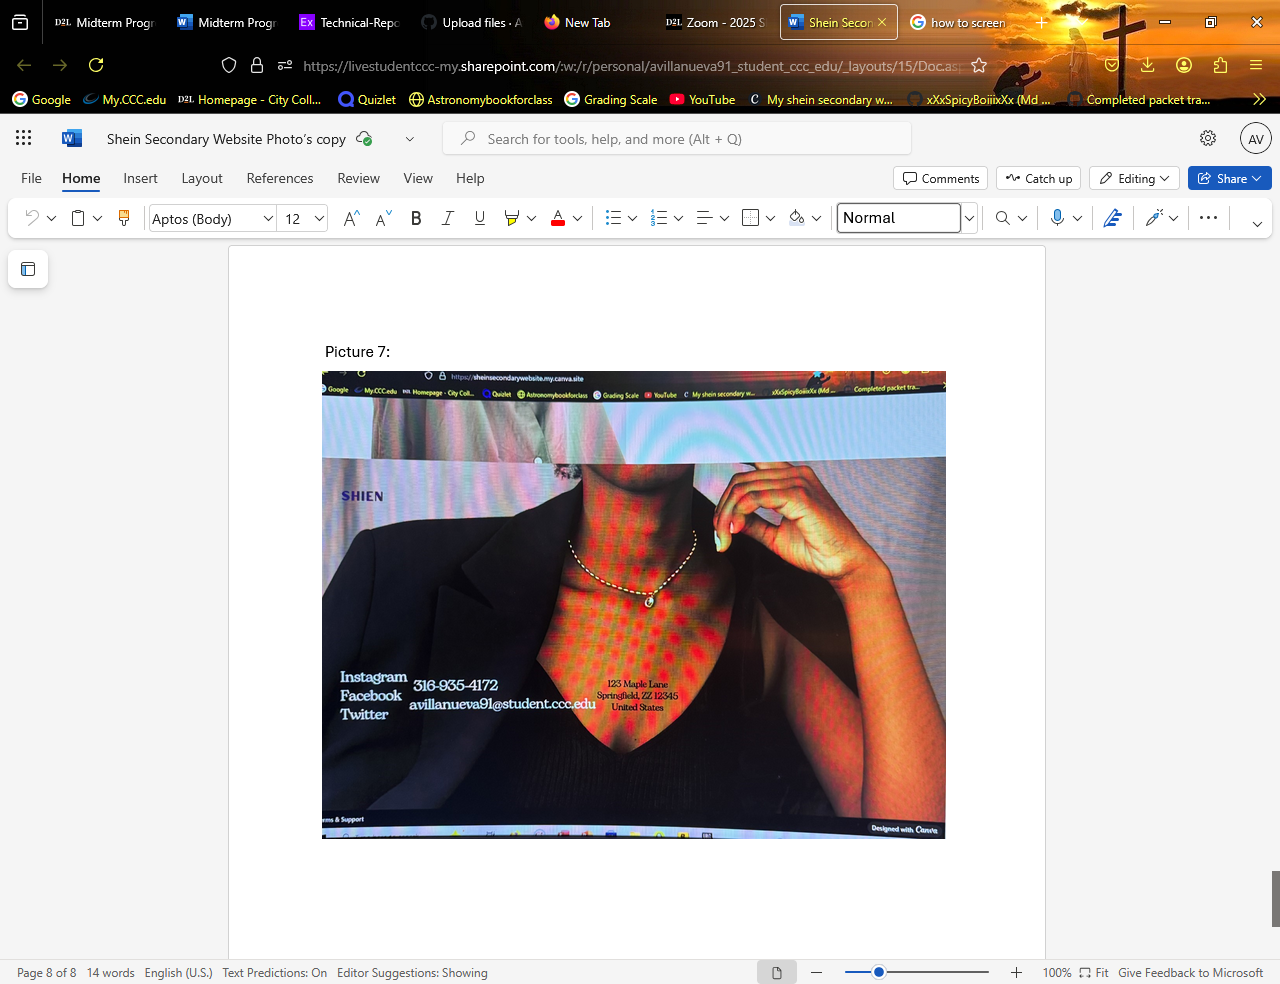 Midterm Progr
Midterm Progr
Technical-Repo
Upload files · A
New Tab
D2L Zoom - 2025 S
Shein Secon
how to screen
https://livestudentccc-my.sharepoint.com/:w:/r/personal/avillanueva91_student_ccc_edu/_layouts/15/Doc.asp
Google My.CCC.edu D2L Homepage - City Coll... Quizlet Astronomybookforclass Grading Scale YouTube My shein secondary w... xXxSpicyBoiiixXx (Md ... Completed packet tra...
Shein Secondary Website Photo's copy
Search for tools, help, and more (Alt + Q)
AV
File Home Insert Layout References Review View Help
Comments Catch up Editing Share
Aptos (Body) 12 Normal
Picture 7:
https://sheinsecondarywebsite.my.canva.site
Google My.CCC.edu Homepage - City Coll... Quizlet Astronomybookforclass Grading Scale YouTube My shein secondary w... xXxSpicyBoiiixXx (Md ... Completed packet tra...
SHIEN
Instagram
Facebook
Twitter
316-935-4172
avillanueva91@student.ccc.edu
123 Maple Lane
Springfield, ZZ 12345
United States
rms & Support
Designed with Canva
Page 8 of 8 14 words English (U.S.) Text Predictions: On Editor Suggestions: Showing
100% Fit Give Feedback to Microsoft